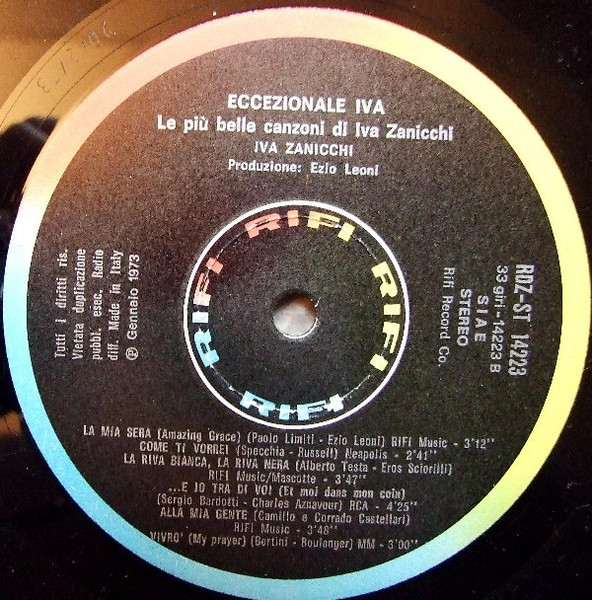 ECCEZIONALE IVA
Le più belle canzoni di Iva Zanicchi
IVA ZANICCHI
Produzione: Ezio Leoni
Tutti i diritti ris.
Vietata duplicazione
pubbl. esec. Radio
diff. Made in Italy
Ⓟ Gennaio 1973
RIFI RIFI RIFI RIFI RIFI
RDZ-ST 14223
33 giri-14223 B
SIAE
STEREO
Rifi Record Co.
LA MIA SERA (Amazing Grace) (Paolo Limiti - Ezio Leoni) RIFI Music - 3'12"
COME TI VORREI (Specchia - Russell) Neapolis - 2'41"
LA RIVA BIANCA, LA RIVA NERA (Alberto Testa - Eros Sciorilli)
RIFI Music/Mascotte - 3'47"
...E IO TRA DI VOI (Et moi dans mon coin)
(Sergio Bardotti - Charles Aznavour) RCA - 4'25"
ALLA MIA GENTE (Camillo e Corrado Castellari)
RIFI Music - 3'48"
VIVRO' (My prayer) (Bertini - Boulanger) MM - 3'00"